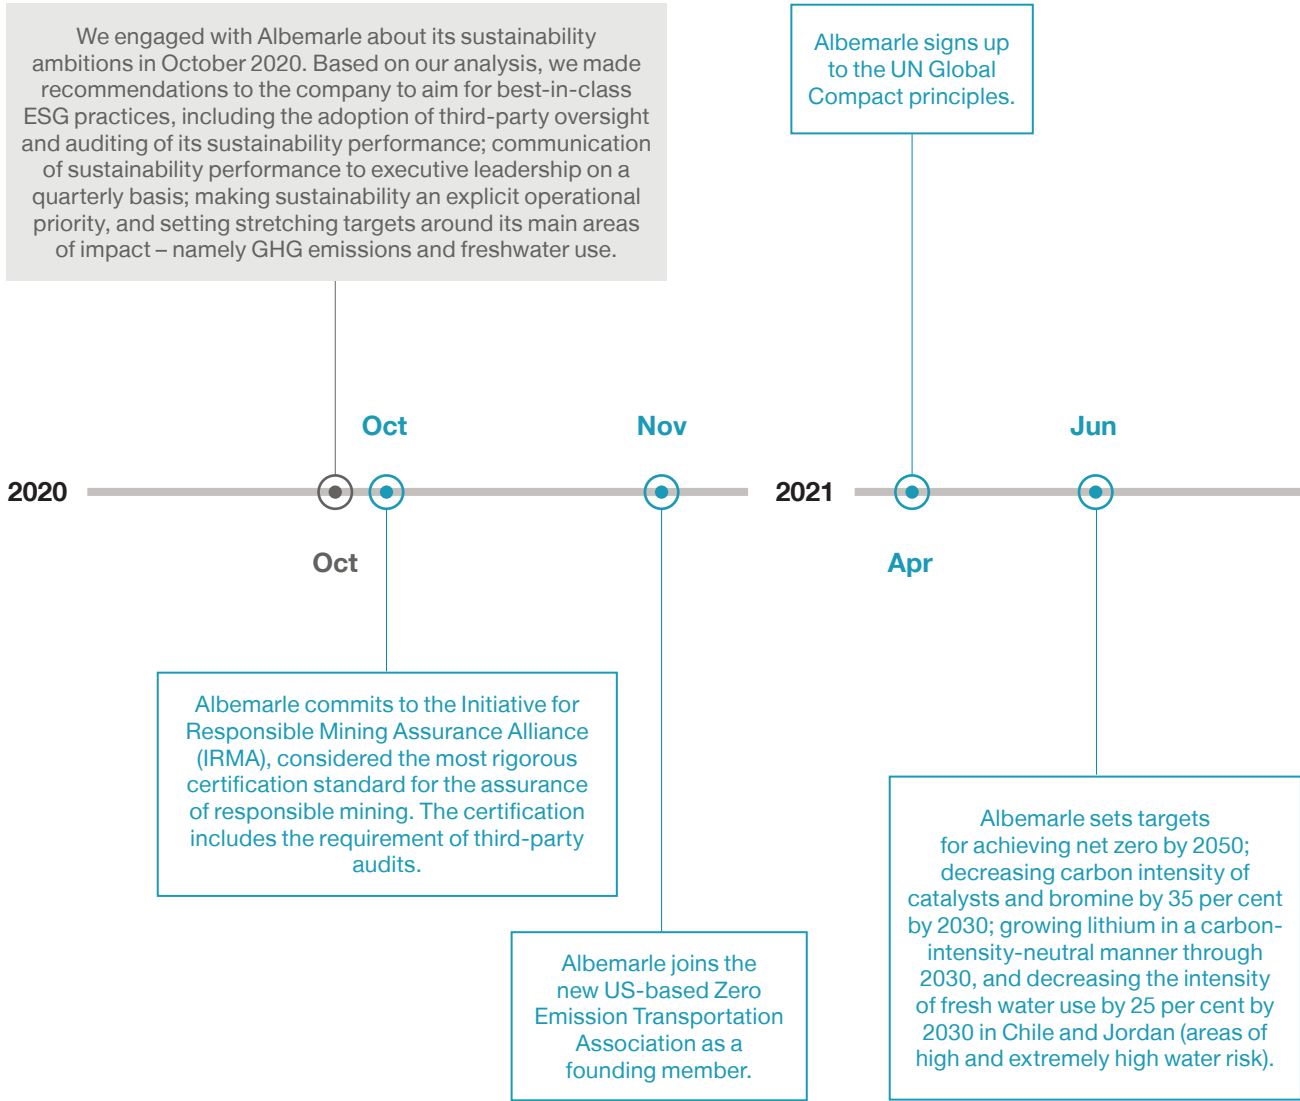 We engaged with Albemarle about its sustainability
ambitions in October 2020. Based on our analysis, we made
recommendations to the company to aim for best-in-class
ESG practices, including the adoption of third-party oversight
and auditing of its sustainability performance; communication
of sustainability performance to executive leadership on a
quarterly basis; making sustainability an explicit operational
priority, and setting stretching targets around its main areas
of impact – namely GHG emissions and freshwater use.
Albemarle signs up
to the UN Global
Compact principles.
Oct
Nov
Jun
2020
2021
Oct
Apr
Albemarle commits to the Initiative for
Responsible Mining Assurance Alliance
(IRMA), considered the most rigorous
certification standard for the assurance
of responsible mining. The certification
includes the requirement of third-party
audits.
Albemarle joins the
new US-based Zero
Emission Transportation
Association as a
founding member.
Albemarle sets targets
for achieving net zero by 2050;
decreasing carbon intensity of
catalysts and bromine by 35 per cent
by 2030; growing lithium in a carbon-
intensity-neutral manner through
2030, and decreasing the intensity
of fresh water use by 25 per cent by
2030 in Chile and Jordan (areas of
high and extremely high water risk).